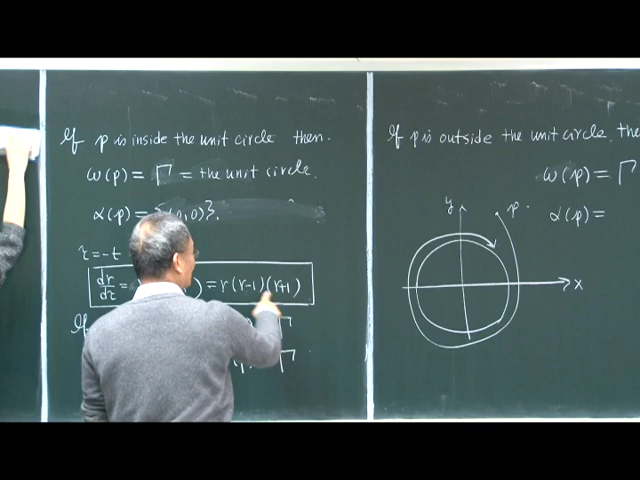 If p is inside the unit circle then.
ω(p) = Γ = the unit circle.
α(p) = {(0,0)}.
τ = -t
dr/dτ = ) = r(r-1)(r+1)
If Γ
Γ
If p is outside the unit circle. the
ω(p) = Γ
α(p) =
y
p.
x